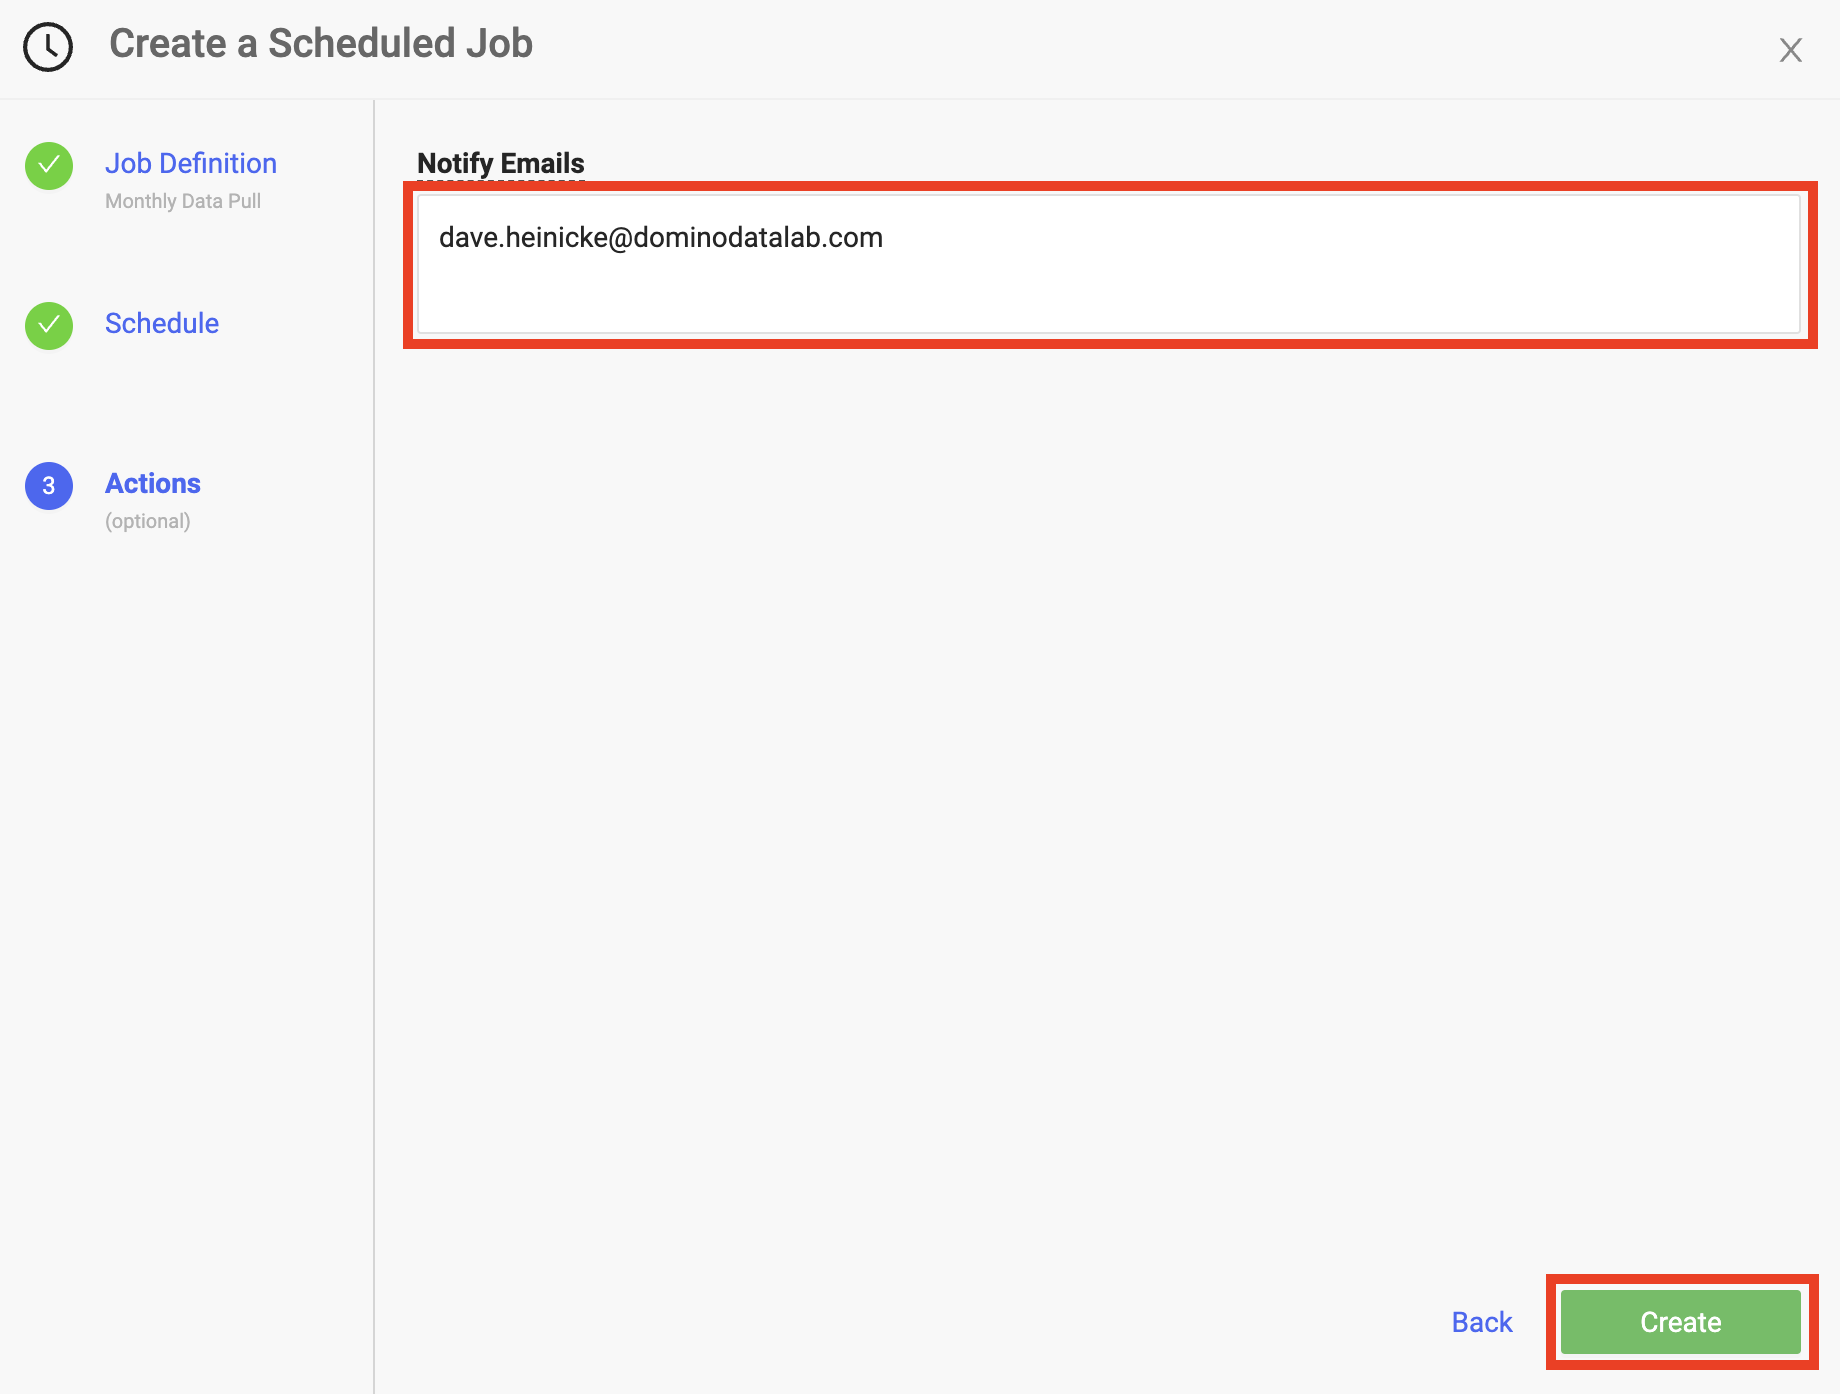 Create a Scheduled Job
X
Job Definition
Monthly Data Pull
Schedule
3
Actions
(optional)
Notify Emails
dave.heinicke@dominodatalab.com
Back
Create